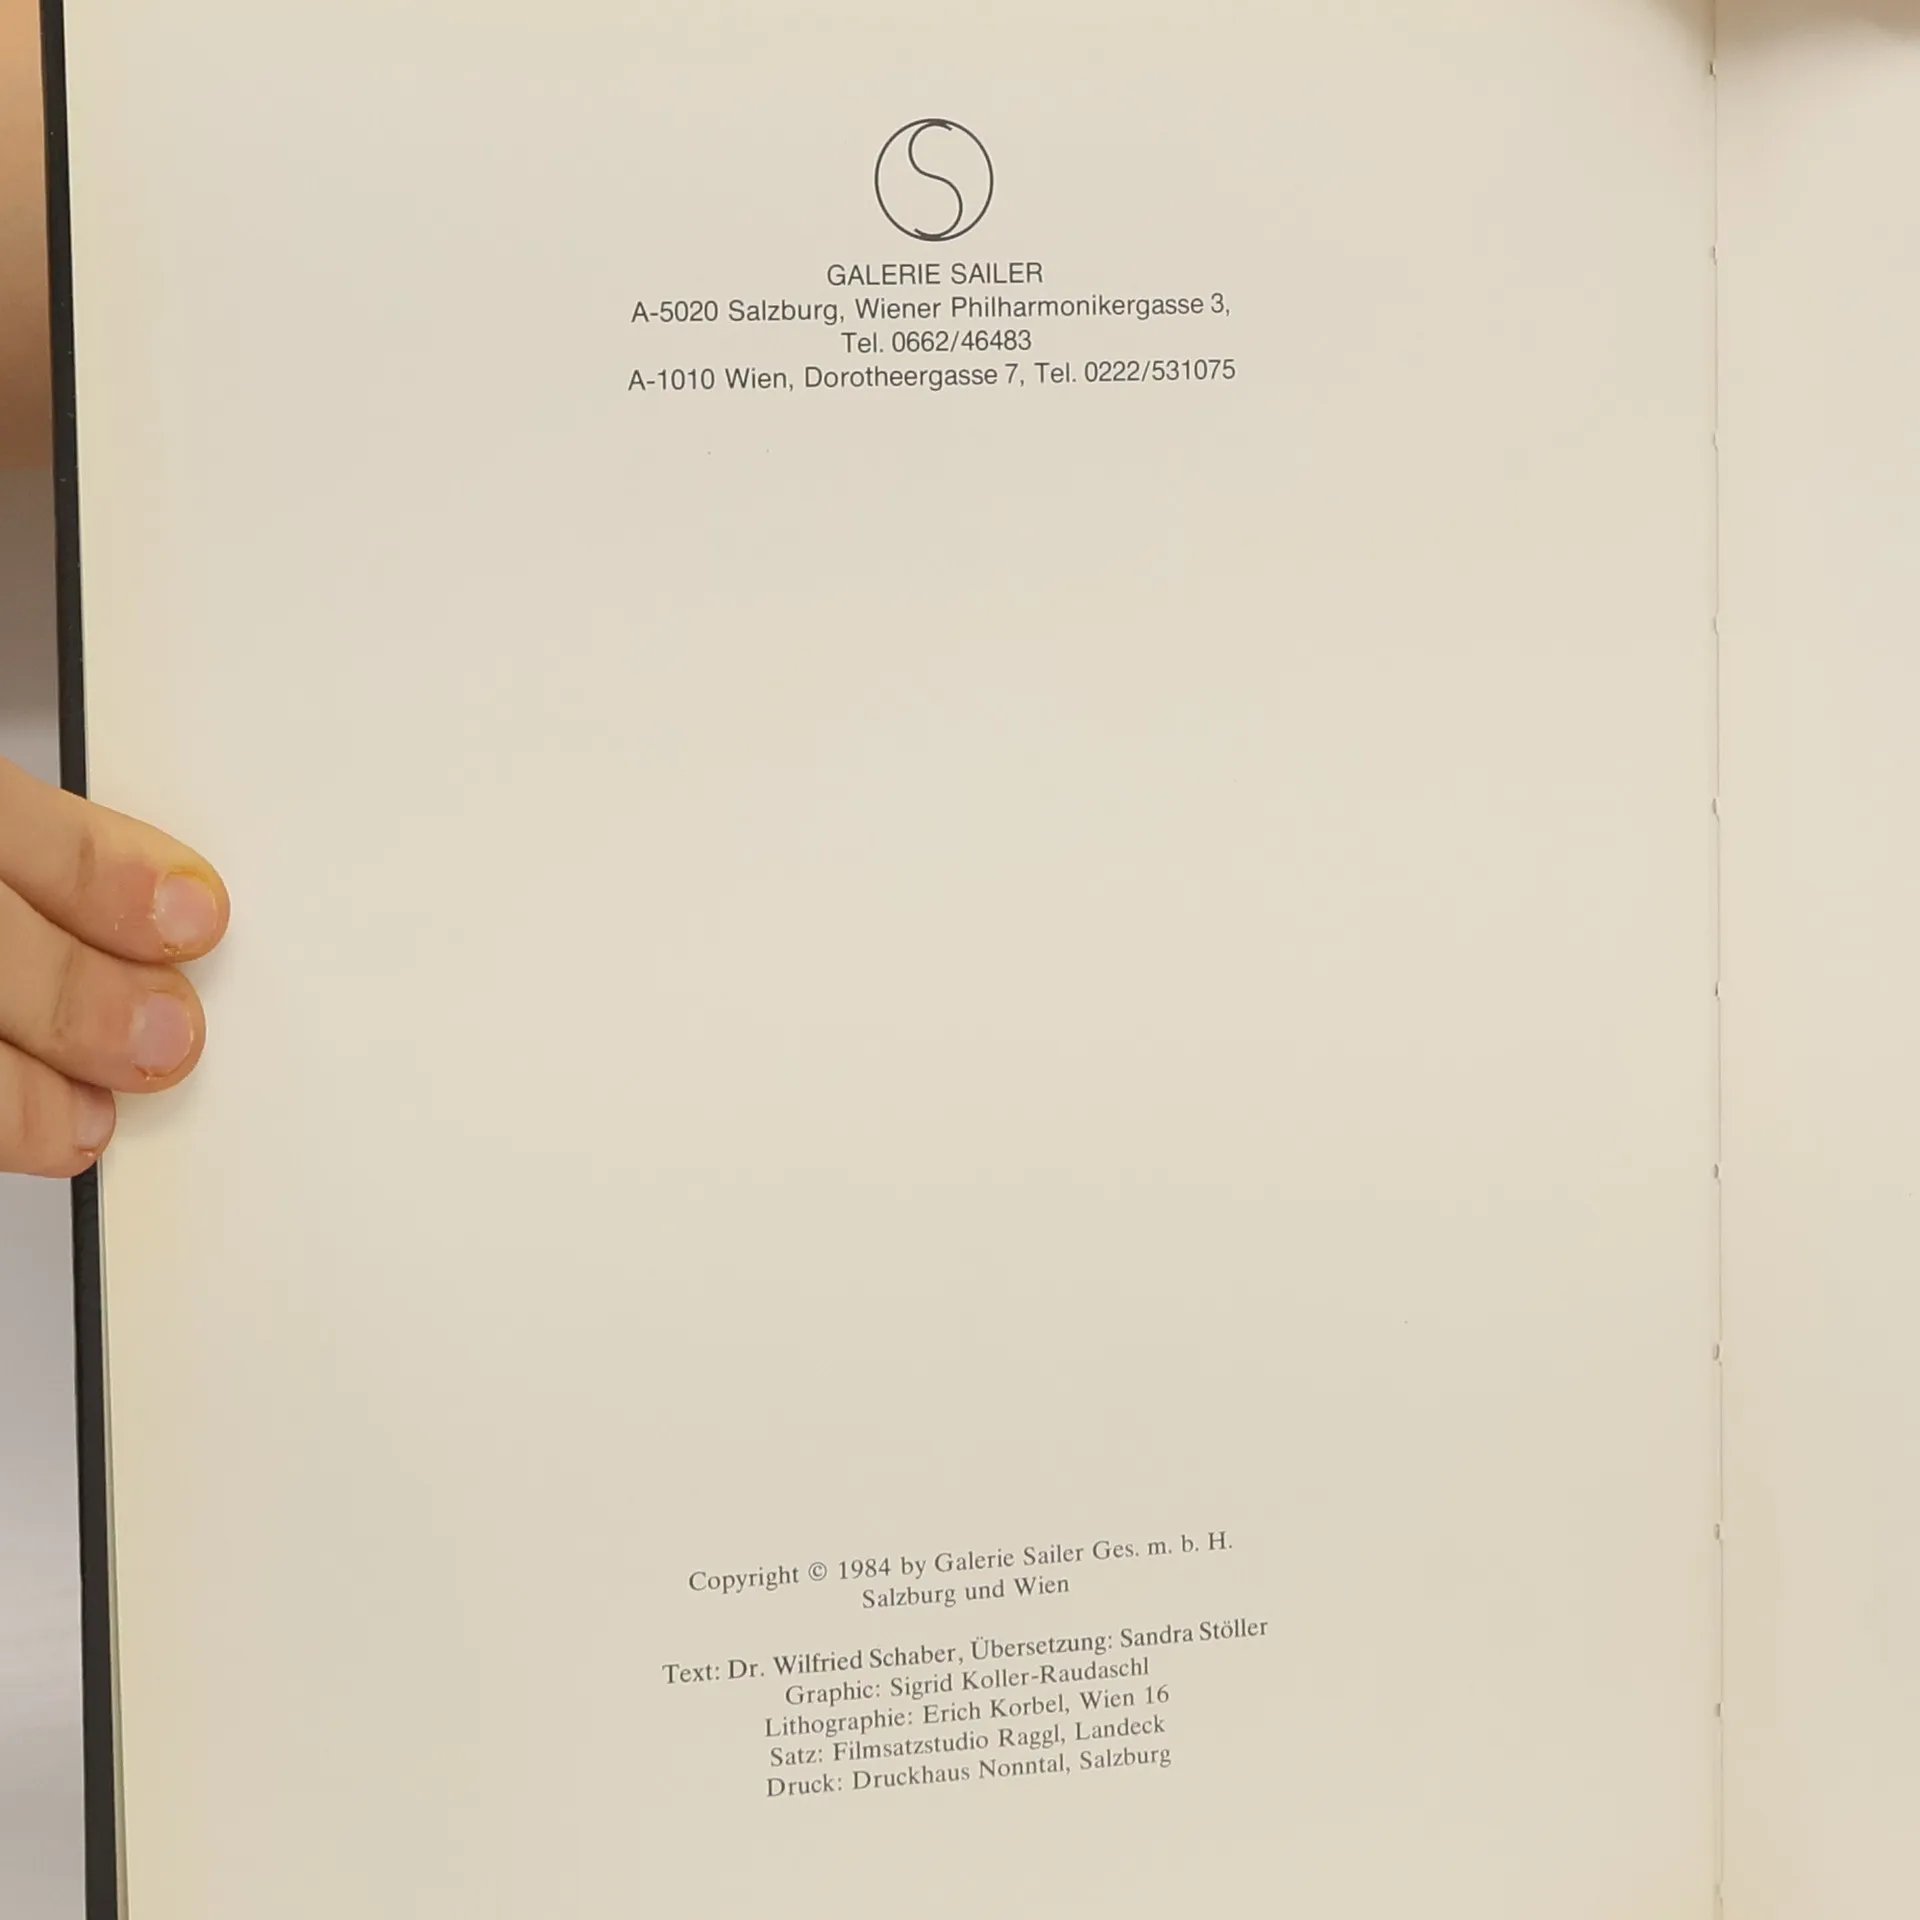 S
GALERIE SAILER
A-5020 Salzburg, Wiener Philharmonikergasse 3,
Tel. 0662/46483
A-1010 Wien, Dorotheergasse 7, Tel. 0222/531075
Copyright © 1984 by Galerie Sailer Ges. m. b. H.
Salzburg und Wien
Text: Dr. Wilfried Schaber, Übersetzung: Sandra Stöller
Graphic: Sigrid Koller-Raudaschl
Lithographie: Erich Korbel, Wien 16
Satz: Filmsatzstudio Raggl, Landeck
Druck: Druckhaus Nonntal, Salzburg